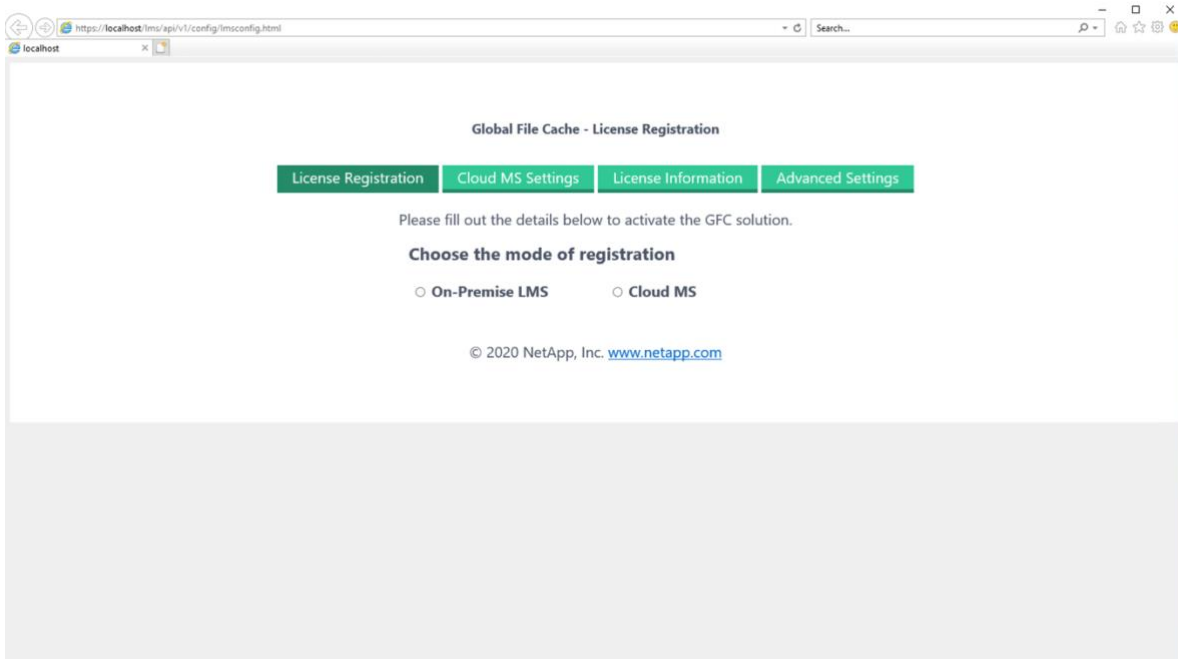 https://localhost/lms/api/v1/config/lmsconfig.html
Search...
localhost
Global File Cache - License Registration
License Registration
Cloud MS Settings
License Information
Advanced Settings
Please fill out the details below to activate the GFC solution.
Choose the mode of registration
On-Premise LMS
Cloud MS
© 2020 NetApp, Inc. www.netapp.com